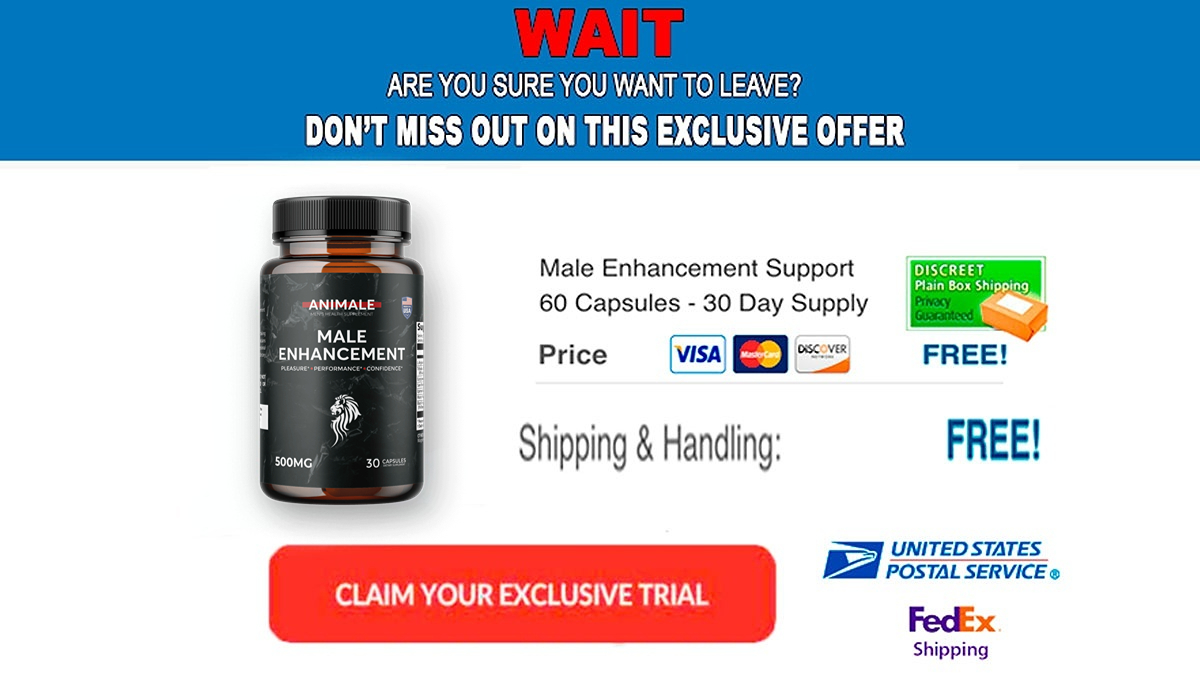 WAIT
ARE YOU SURE YOU WANT TO LEAVE?
DON'T MISS OUT ON THIS EXCLUSIVE OFFER
ANIMALE
USA
MALE
ENHANCEMENT
PLEASURE* • PERFORMANCE* • CONFIDENCE*
500MG
30 CAPSULES
Male Enhancement Support
60 Capsules - 30 Day Supply
Price
VISA
MasterCard
DISCOVER
NETWORK
DISCREET
Plain Box Shipping
Privacy
Guaranteed
FREE!
Shipping & Handling:
FREE!
CLAIM YOUR EXCLUSIVE TRIAL
UNITED STATES
POSTAL SERVICE®
FedEx
Shipping